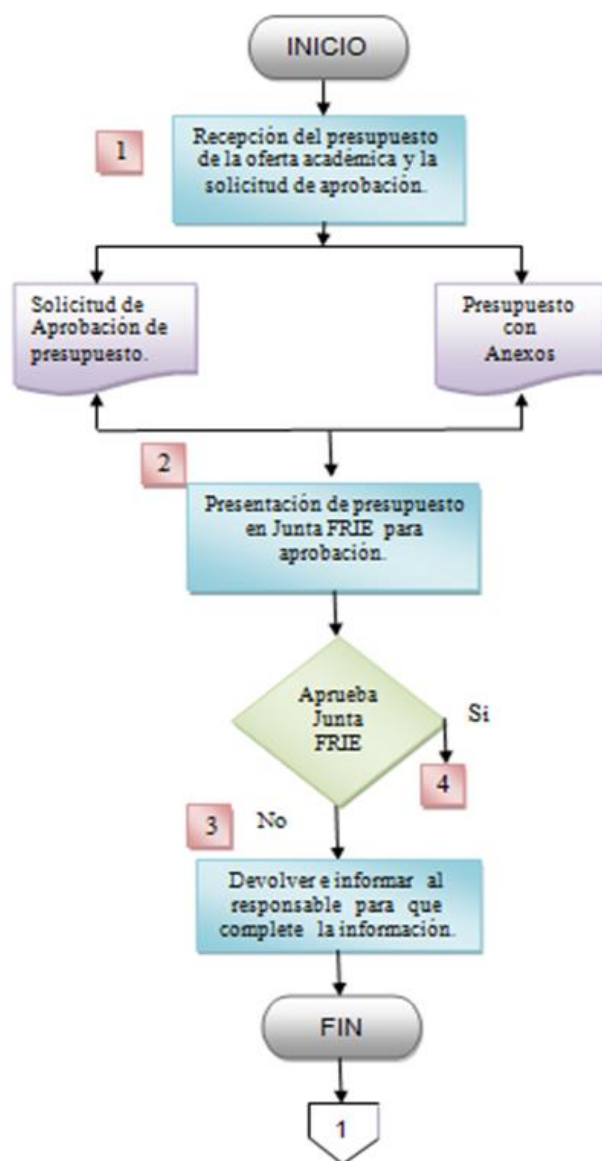 INICIO
1
Recepción del presupuesto
de la oferta académica y la
solicitud de aprobación.
Solicitud de
Aprobación de
presupuesto.
Presupuesto
con
Anexos
2
Presentación de presupuesto
en Junta FRIE para
aprobación.
Aprueba
Junta
FRIE
Si
4
3
No
Devolver e informar al
responsable para que
complete la información.
FIN
1